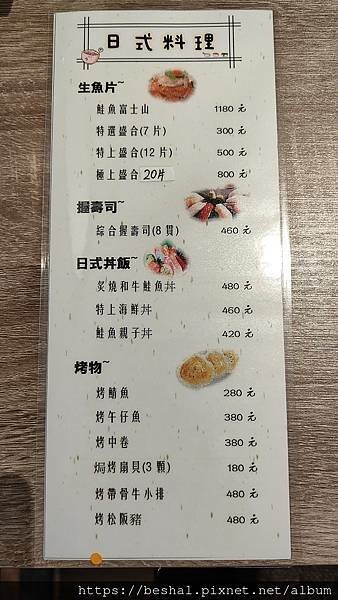 日式料理
生魚片~
鮭魚富士山 1180 元
特選盛合(7 片) 300 元
特上盛合(12 片) 500 元
極上盛合 20片 800 元
握壽司~
綜合握壽司(8 貫) 460 元
日式丼飯~
炙燒和牛鮭魚丼 480 元
特上海鮮丼 460 元
鮭魚親子丼 420 元
烤物~
烤鯖魚 280 元
烤午仔魚 380 元
烤中卷 380 元
焗烤扇貝(3 顆) 180 元
烤帶骨牛小排 480 元
烤松阪豬 480 元
https://beshal.pixnet.net/album